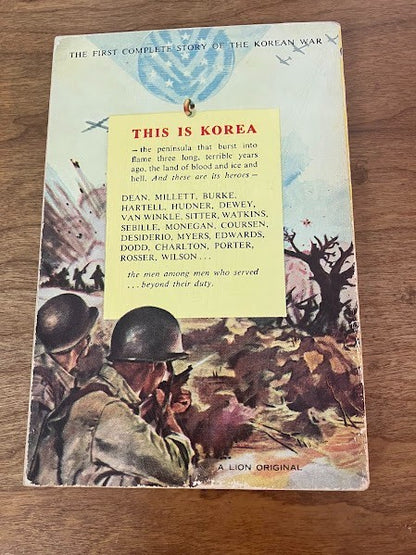 THE FIRST COMPLETE STORY OF THE KOREAN WAR
THIS IS KOREA
—the peninsula that burst into
flame three long, terrible years
ago, the land of blood and ice and
hell. And these are its heroes—
DEAN, MILLETT, BURKE,
HARTELL, HUDNER, DEWEY,
VAN WINKLE, SITTER, WATKINS,
SEBILLE, MONEGAN, COURSEN,
DESIDERIO, MYERS, EDWARDS,
DODD, CHARLTON, PORTER,
ROSSER, WILSON . . .
the men among men who served
. . . beyond their duty.
A LION ORIGINAL